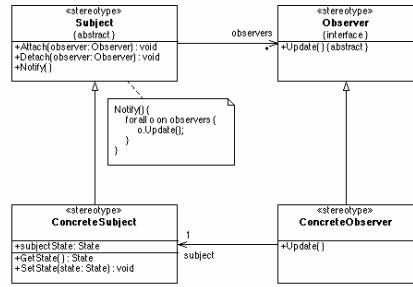 «stereotype»
Subject
{abstract}
+Attach(observer: Observer) : void
+Detach(observer: Observer) : void
+Notify( )
observers
*
«stereotype»
Observer
{interface}
+Update( ) {abstract}
Notify() {
for all o on observers {
o.Update();
}
}
«stereotype»
ConcreteSubject
+subjectState: State
+GetState( ) : State
+SetState(state: State) : void
1
subject
«stereotype»
ConcreteObserver
+Update( )